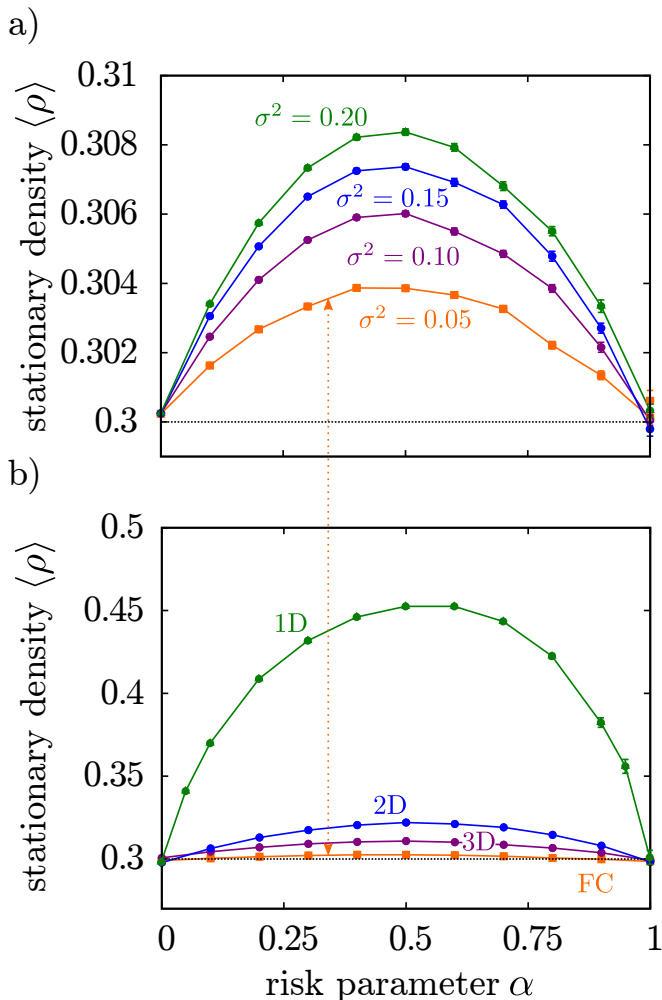 a)
stationary density ⟨ρ⟩
0.31
0.308
0.306
0.304
0.302
0.3
σ² = 0.20
σ² = 0.15
σ² = 0.10
σ² = 0.05
b)
stationary density ⟨ρ⟩
0.5
0.45
0.4
0.35
0.3
1D
2D
3D
FC
0 0.25 0.5 0.75 1
risk parameter α